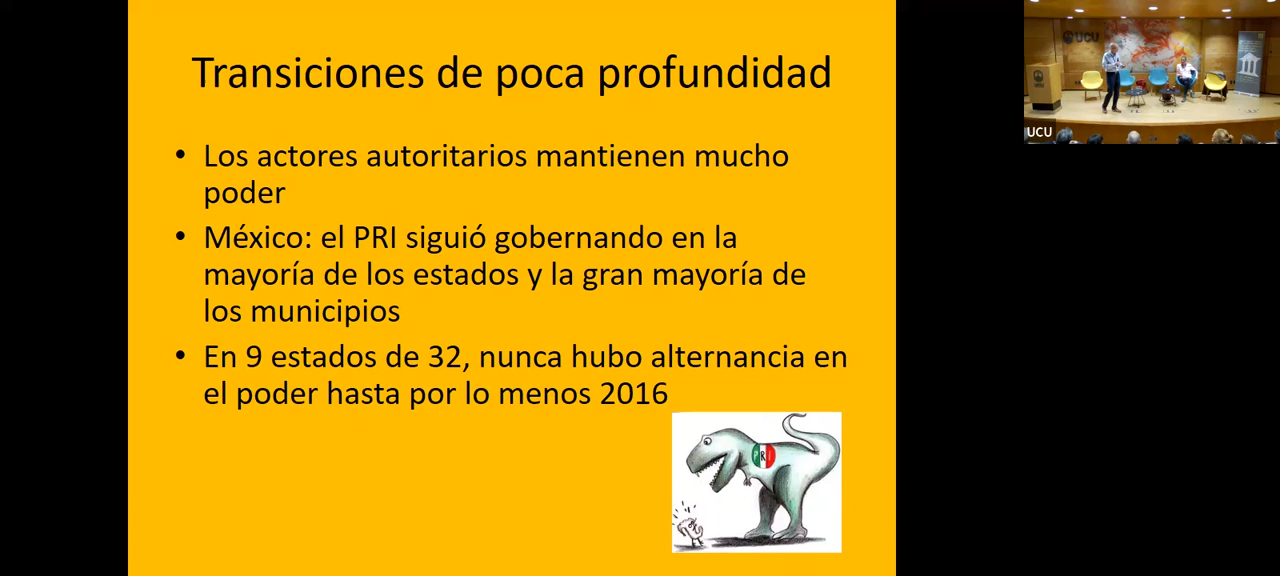 Transiciones de poca profundidad
• Los actores autoritarios mantienen mucho
poder
• México: el PRI siguió gobernando en la
mayoría de los estados y la gran mayoría de
los municipios
• En 9 estados de 32, nunca hubo alternancia en
el poder hasta por lo menos 2016
PRI
UCU
UCU